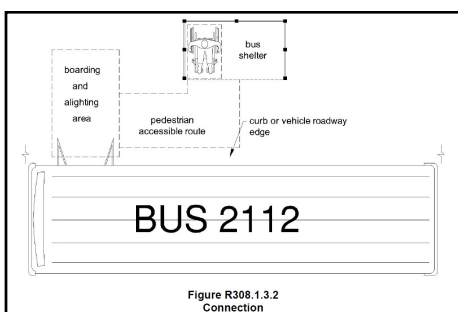 bus
shelter
boarding
and
alighting
area
pedestrian
accessible route
curb or vehicle roadway
edge
BUS 2112
Figure R308.1.3.2
Connection